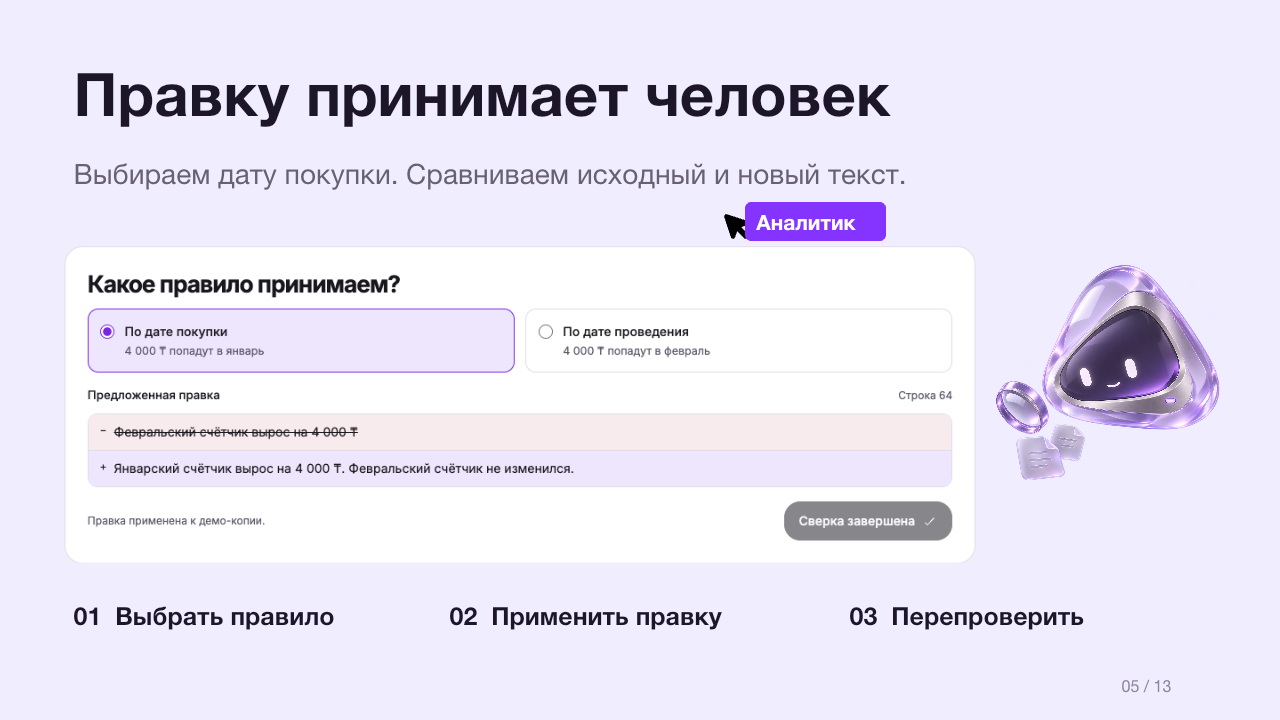 Правку принимает человек
Выбираем дату покупки. Сравниваем исходный и новый текст.
Аналитик
Какое правило принимаем?
По дате покупки
4 000 ₸ попадут в январь
По дате проведения
4 000 ₸ попадут в февраль
Предложенная правка
Строка 64
− Февральский счётчик вырос на 4 000 ₸
+ Январский счётчик вырос на 4 000 ₸. Февральский счётчик не изменился.
Правка применена к демо-копии.
Сверка завершена ✓
01 Выбрать правило
02 Применить правку
03 Перепроверить
05 / 13